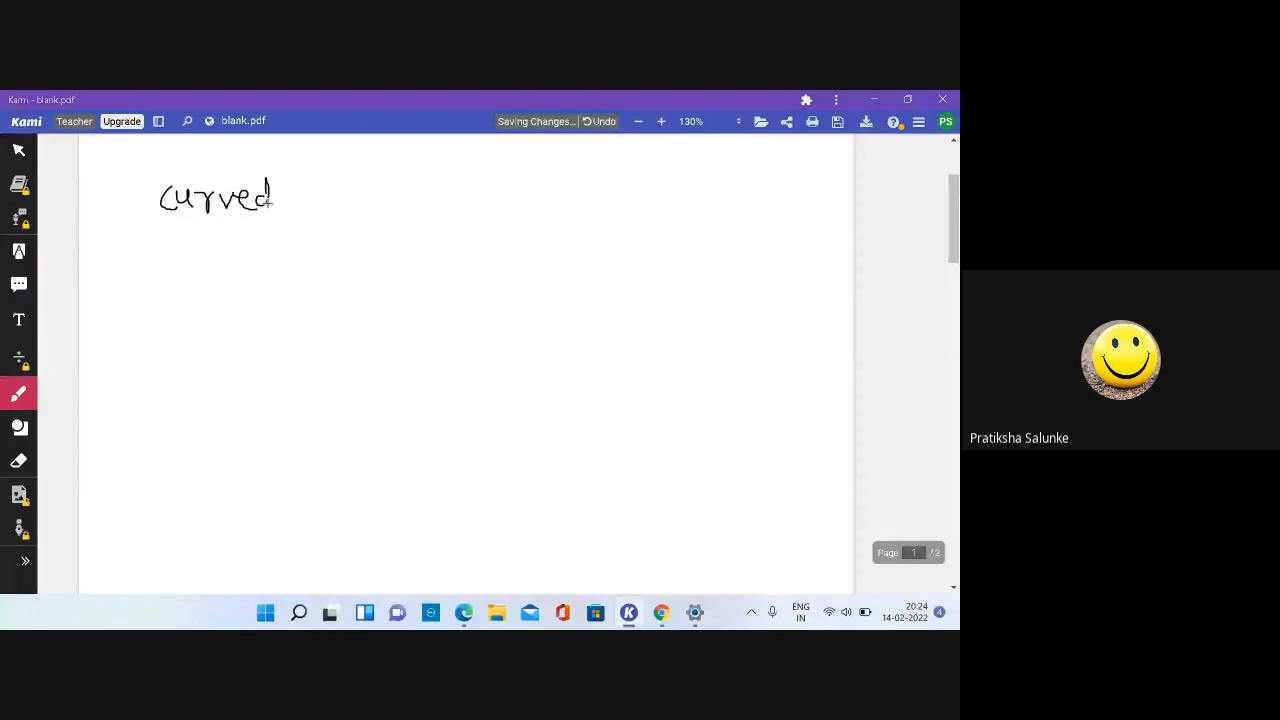 Kami - blank.pdf
Kami Teacher Upgrade blank.pdf Saving Changes... Undo 130% PS
curved
Pratiksha Salunke
Page 1 / 2
ENG
IN
20:24
14-02-2022
4